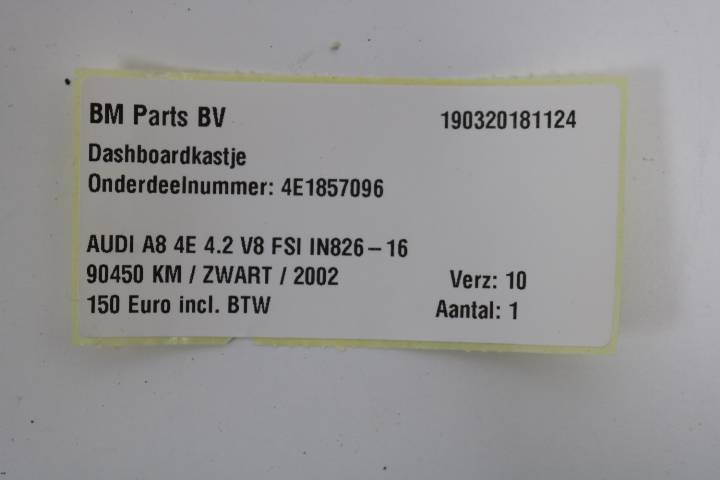 BM Parts BV 190320181124
Dashboardkastje
Onderdeelnummer: 4E1857096
AUDI A8 4E 4.2 V8 FSI IN826-16
90450 KM / ZWART / 2002 Verz: 10
150 Euro incl. BTW Aantal: 1